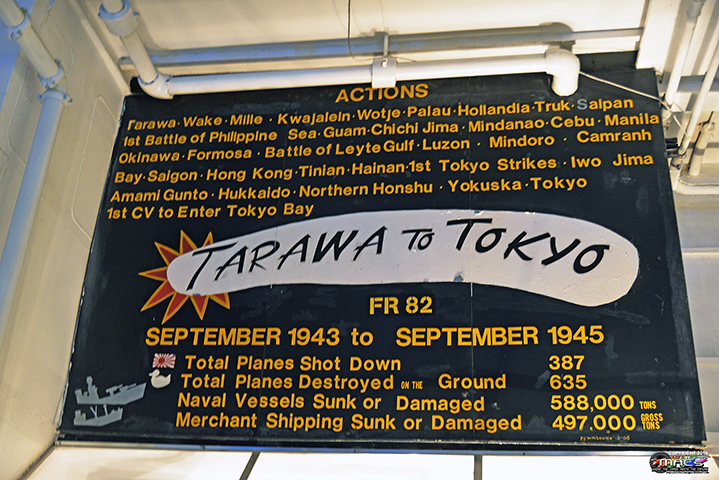 ACTIONS
Tarawa·Wake·Mille·Kwajalein·Wotje·Palau·Hollandia·Truk·Saipan
1st Battle of Philippine Sea·Guam·Chichi Jima·Mindanao·Cebu·Manila
Okinawa·Formosa·Battle of Leyte Gulf·Luzon·Mindoro·Camranh
Bay·Saigon·Hong Kong·Tinian·Hainan·1st Tokyo Strikes·Iwo Jima
Amami Gunto·Hukkaido·Northern Honshu·Yokuska·Tokyo
1st CV to Enter Tokyo Bay
TARAWA TO TOKYO
FR 82
SEPTEMBER 1943 to SEPTEMBER 1945
Total Planes Shot Down 387
Total Planes Destroyed ON THE Ground 635
Naval Vessels Sunk or Damaged 588,000 TONS
Merchant Shipping Sunk or Damaged 497.000 GROSS TONS